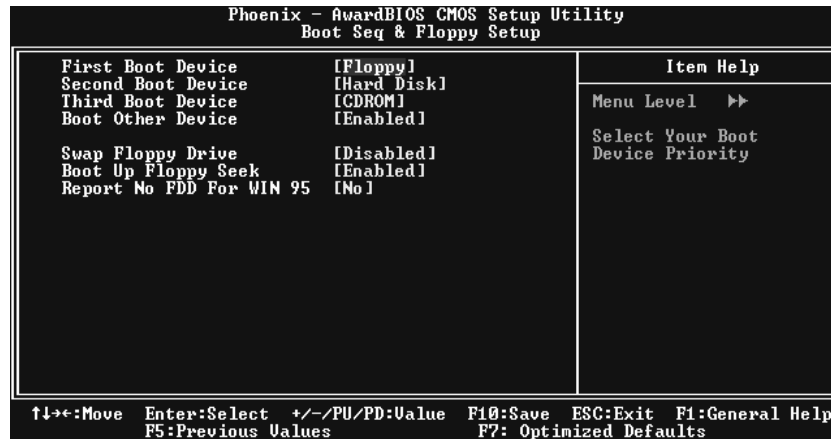 Phoenix - AwardBIOS CMOS Setup Utility
Boot Seq & Floppy Setup
First Boot Device [Floppy]
Second Boot Device [Hard Disk]
Third Boot Device [CDROM]
Boot Other Device [Enabled]
Swap Floppy Drive [Disabled]
Boot Up Floppy Seek [Enabled]
Report No FDD For WIN 95 [No]
Item Help
Menu Level ▶▶
Select Your Boot
Device Priority
↑↓→←:Move Enter:Select +/-/PU/PD:Value F10:Save ESC:Exit F1:General Help
F5:Previous Values F7: Optimized Defaults